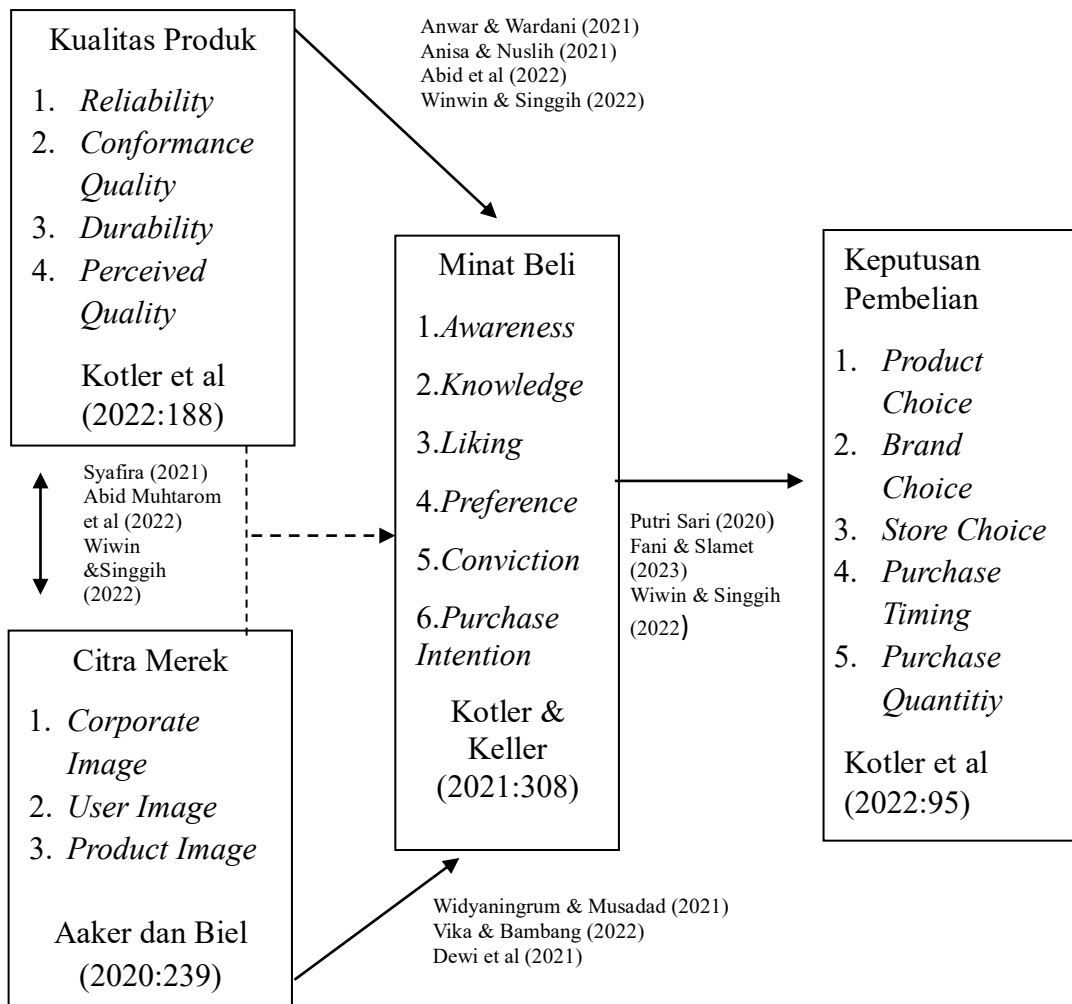 Kualitas Produk
1. Reliability
2. Conformance
Quality
3. Durability
4. Perceived
Quality
Kotler et al
(2022:188)
Anwar & Wardani (2021)
Anisa & Nuslih (2021)
Abid et al (2022)
Winwin & Singgih (2022)
Syafira (2021)
Abid Muhtarom
et al (2022)
Wiwin
&Singgih
(2022)
Citra Merek
1. Corporate
Image
2. User Image
3. Product Image
Aaker dan Biel
(2020:239)
Minat Beli
1.Awareness
2.Knowledge
3.Liking
4.Preference
5.Conviction
6.Purchase
Intention
Kotler &
Keller
(2021:308)
Widyaningrum & Musadad (2021)
Vika & Bambang (2022)
Dewi et al (2021)
Putri Sari (2020)
Fani & Slamet
(2023)
Wiwin & Singgih
(2022)
Keputusan
Pembelian
1. Product
Choice
2. Brand
Choice
3. Store Choice
4. Purchase
Timing
5. Purchase
Quantitiy
Kotler et al
(2022:95)